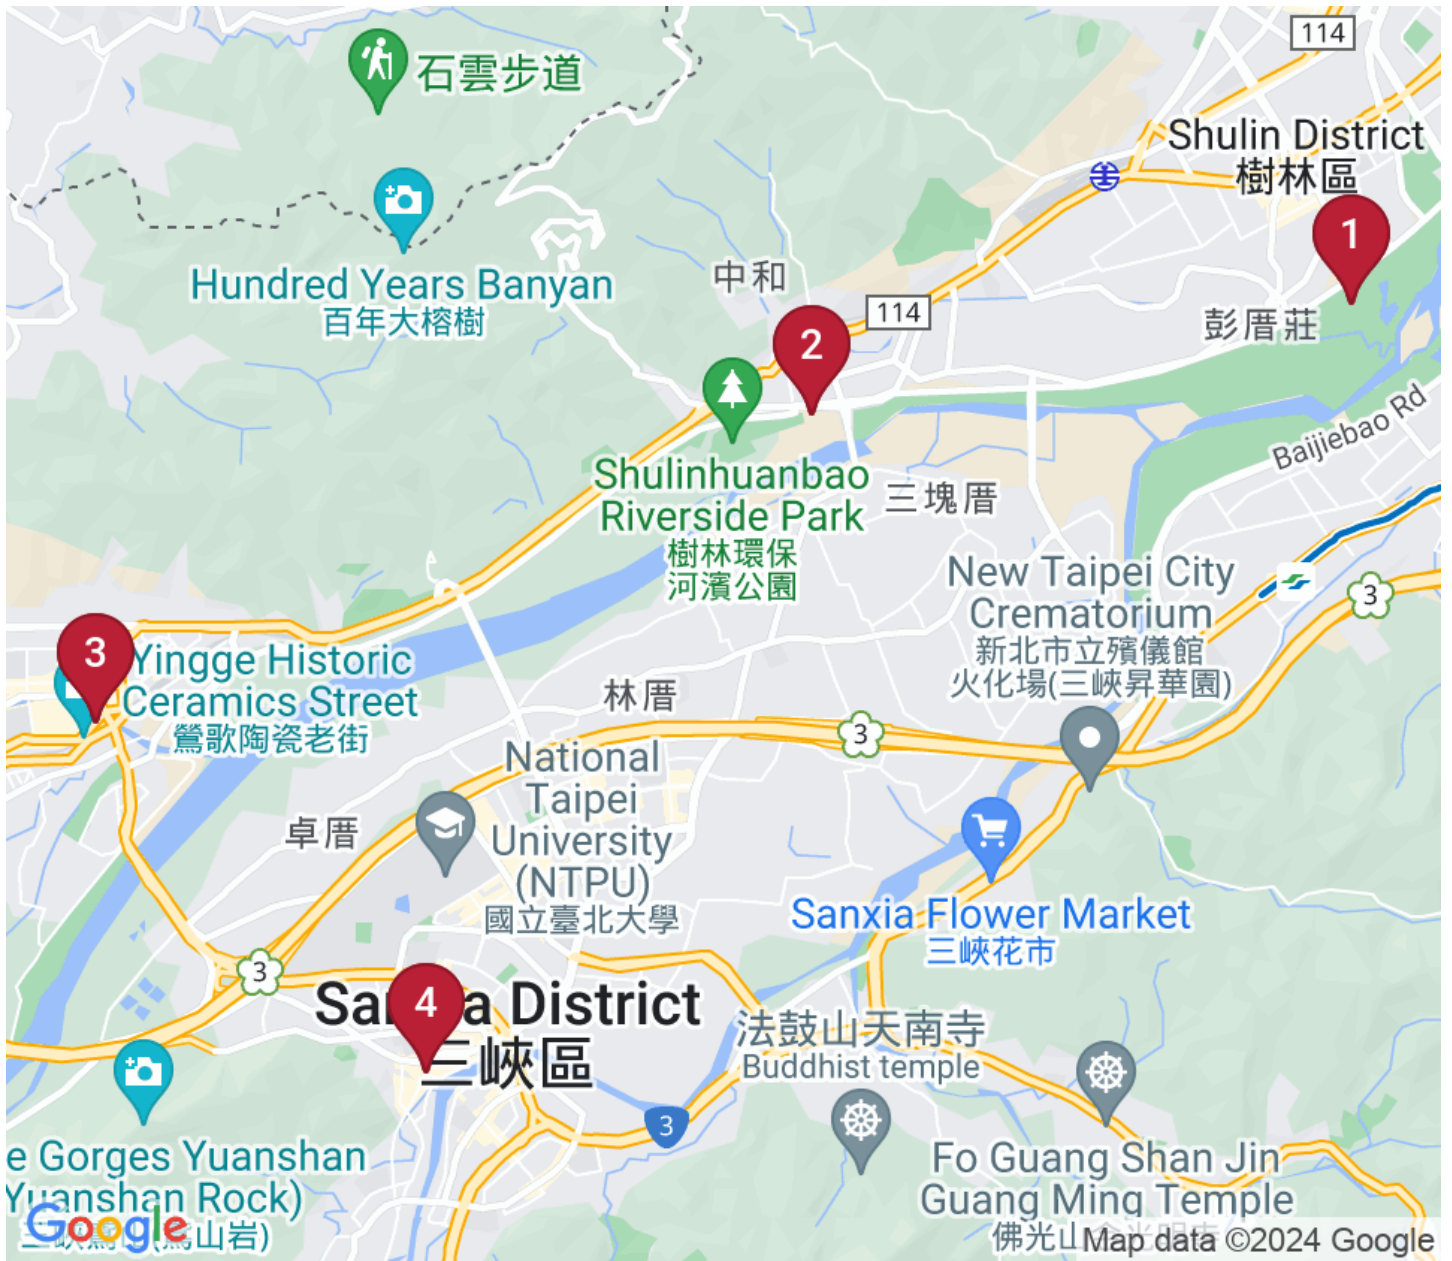 114
石雲步道
Shulin District
樹林區
1
Hundred Years Banyan
百年大榕樹
中和
114
彭厝莊
2
Baijiebao Rd
Shulinhuanbao
Riverside Park
樹林環保
河濱公園
三塊厝
New Taipei City
Crematorium
新北市立殯儀館
火化場(三峽昇華園)
3
3
Yingge Historic
Ceramics Street
鶯歌陶瓷老街
林厝
3
National
Taipei
University
(NTPU)
國立臺北大學
卓厝
Sanxia Flower Market
三峽花市
3
4
District
三峽區
法鼓山天南寺
Buddhist temple
3
e Gorges Yuanshan
Yuanshan Rock)
Google
Fo Guang Shan Jin
Guang Ming Temple
佛光山
Map data ©2024 Google